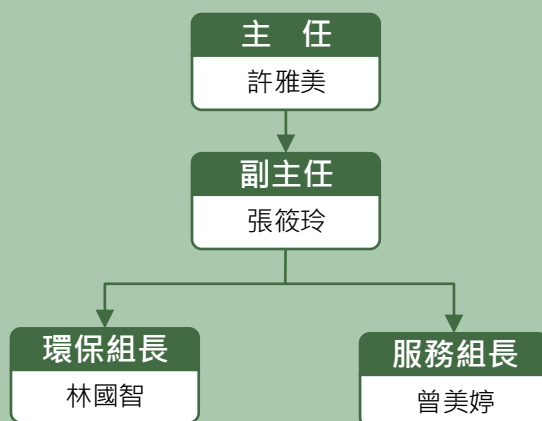 主　任
許雅美
副主任
張筱玲
環保組長
林國智
服務組長
曾美婷